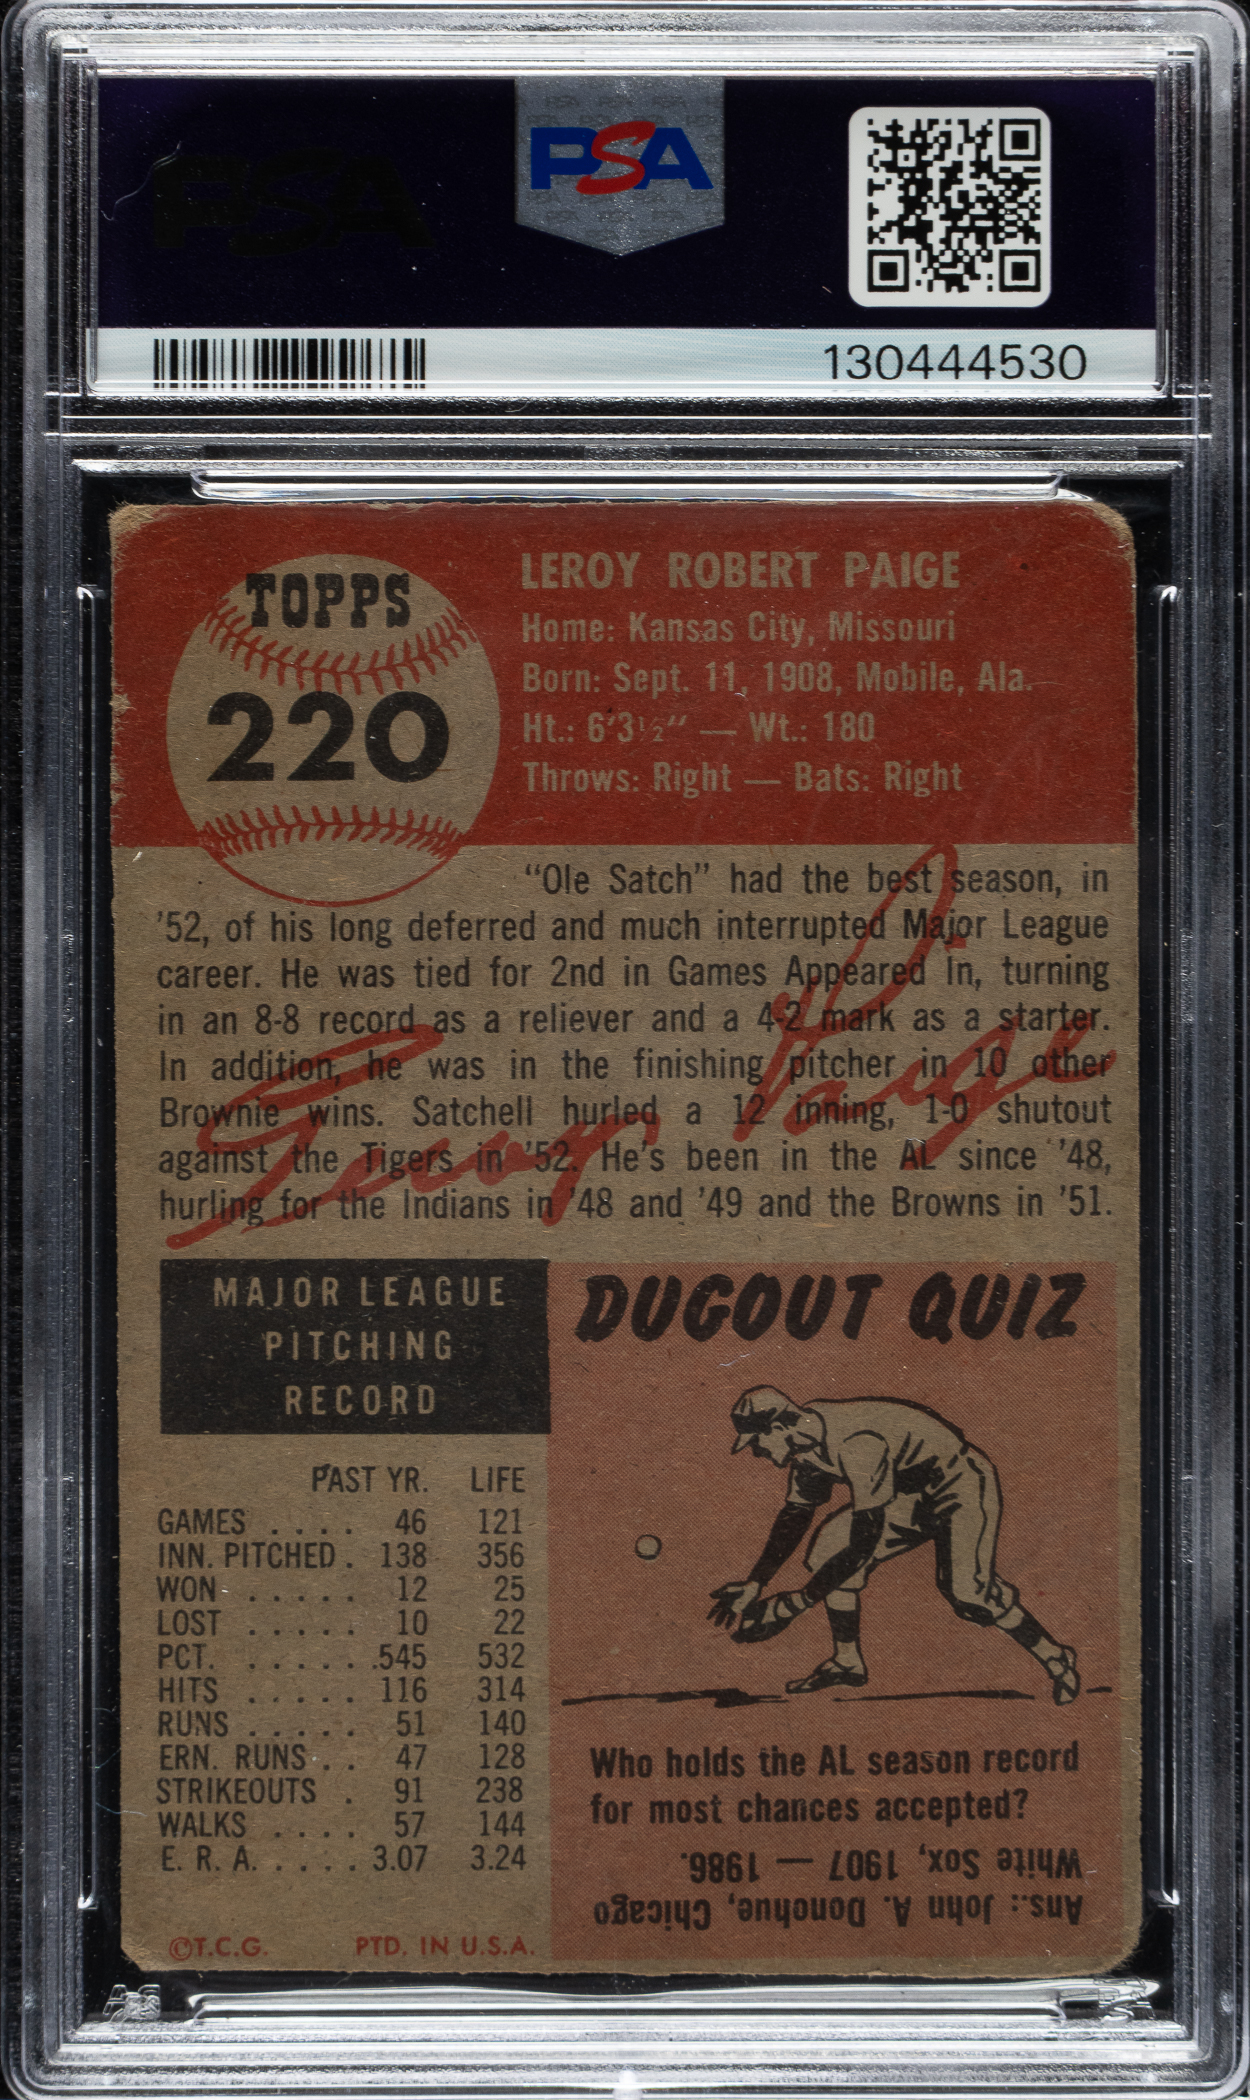 PSA
PSA
130444530
TOPPS
220
LEROY ROBERT PAIGE
Home: Kansas City, Missouri
Born: Sept. 11, 1908, Mobile, Ala.
Ht.: 6'3½" — Wt.: 180
Throws: Right — Bats: Right
"Ole Satch" had the best season, in
'52, of his long deferred and much interrupted Major League
career. He was tied for 2nd in Games Appeared In, turning
in an 8-8 record as a reliever and a 4-2 mark as a starter.
In addition, he was in the finishing pitcher in 10 other
Brownie wins. Satchell hurled a 12 inning, 1-0 shutout
against the Tigers in '52. He's been in the AL since '48,
hurling for the Indians in '48 and '49 and the Browns in '51.
Leroy Paige
MAJOR LEAGUE
PITCHING
RECORD
PAST YR. LIFE
GAMES . . . . 46 121
INN. PITCHED . 138 356
WON . . . . . 12 25
LOST . . . . . 10 22
PCT. . . . . . . .545 532
HITS . . . . . 116 314
RUNS . . . . . 51 140
ERN. RUNS . . 47 128
STRIKEOUTS . 91 238
WALKS . . . . 57 144
E. R. A. . . . . . 3.07 3.24
©T.C.G. PTD. IN U.S.A.
DUGOUT QUIZ
Who holds the AL season record
for most chances accepted?
Ans.: John A. Donohue, Chicago
White Sox, 1907 — 1986.